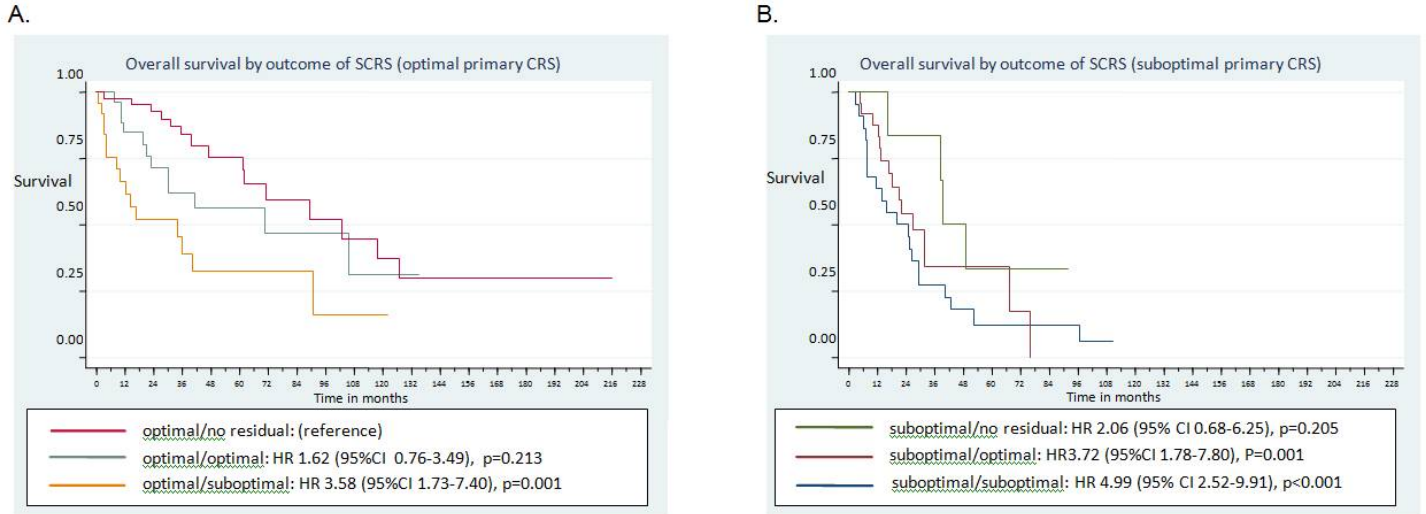 A.
Overall survival by outcome of SCRS (optimal primary CRS)
1.00
0.75
Survival
0.50
0.25
0.00
0 12 24 36 48 60 72 84 96 108 120 132 144 156 168 180 192 204 216 228
Time in months
optimal/no residual: (reference)
optimal/optimal: HR 1.62 (95%CI 0.76-3.49), p=0.213
optimal/suboptimal: HR 3.58 (95%CI 1.73-7.40), p=0.001
B.
Overall survival by outcome of SCRS (suboptimal primary CRS)
1.00
0.75
Survival
0.50
0.25
0.00
0 12 24 36 48 60 72 84 96 108 120 132 144 156 168 180 192 204 216 228
Time in months
suboptimal/no residual: HR 2.06 (95% CI 0.68-6.25), p=0.205
suboptimal/optimal: HR3.72 (95%CI 1.78-7.80), P=0.001
suboptimal/suboptimal: HR 4.99 (95% CI 2.52-9.91), p<0.001